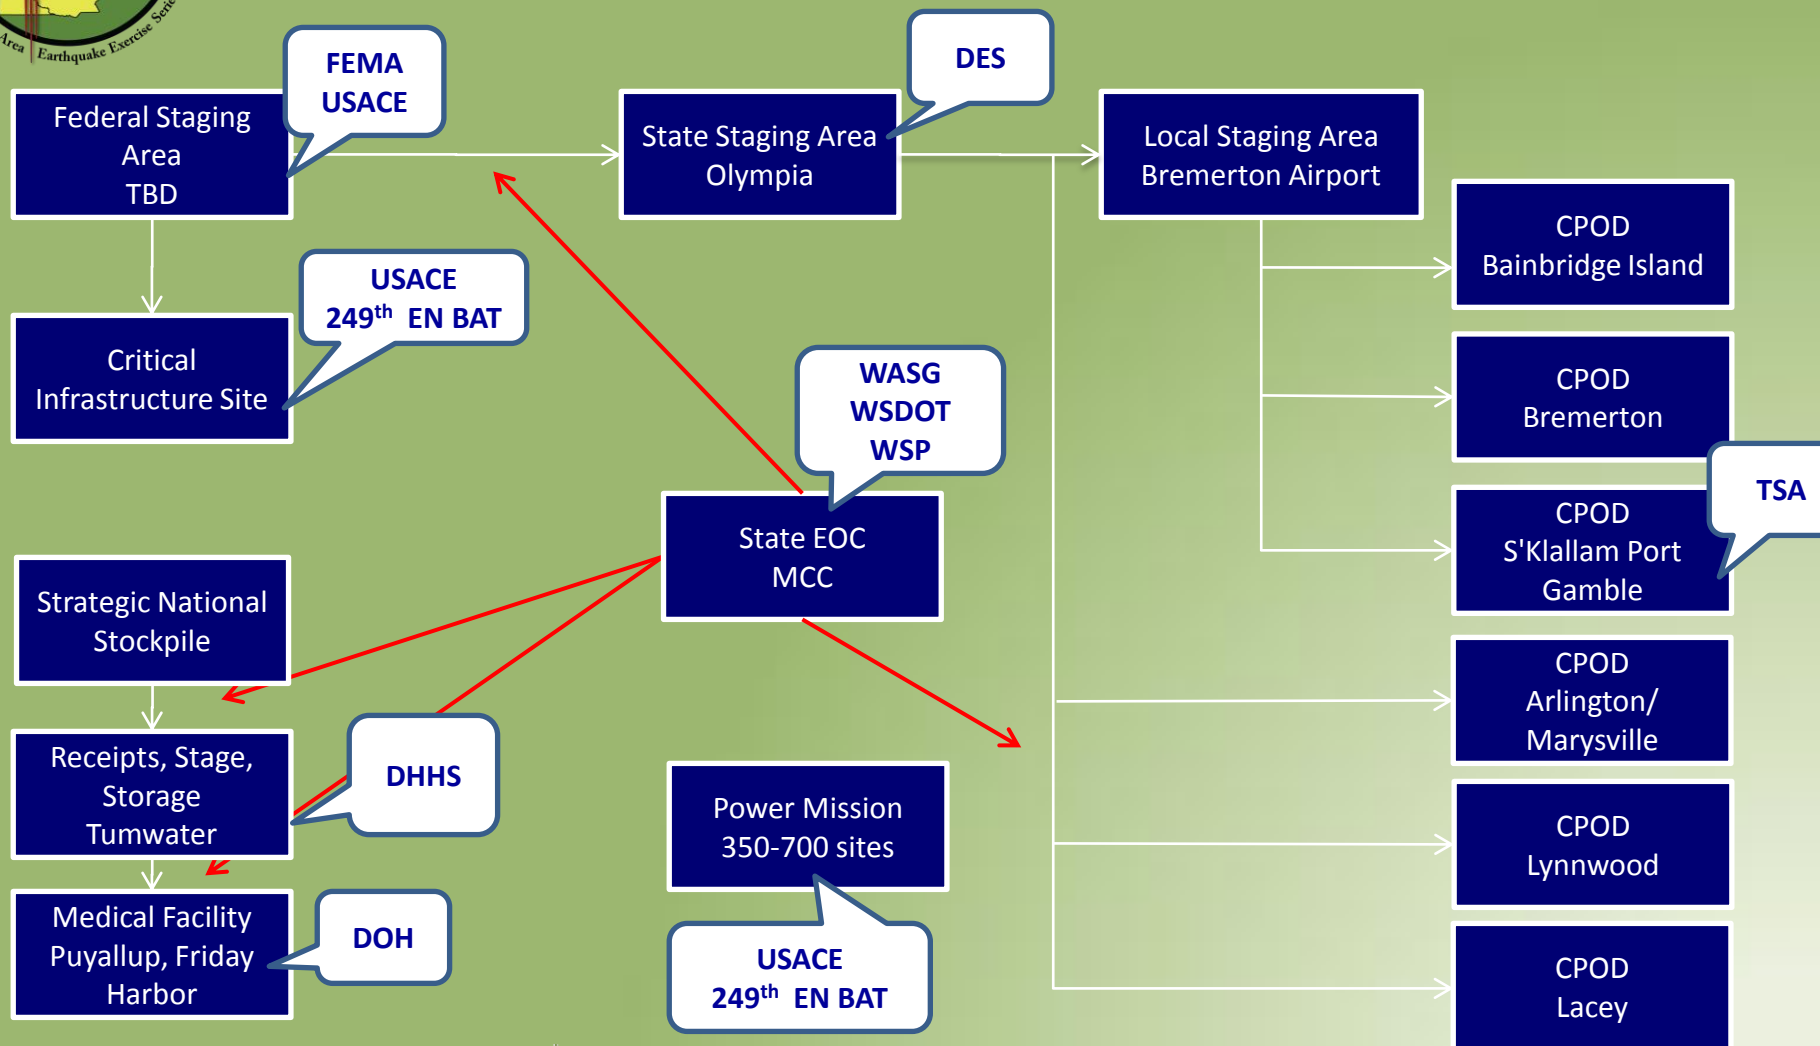 Area Earthquake Exercise Series
FEMA
USACE
DES
Federal Staging
Area
TBD
State Staging Area
Olympia
Local Staging Area
Bremerton Airport
CPOD
Bainbridge Island
USACE
249th EN BAT
Critical
Infrastructure Site
WASG
WSDOT
WSP
CPOD
Bremerton
TSA
State EOC
MCC
CPOD
S'Klallam Port
Gamble
Strategic National
Stockpile
CPOD
Arlington/
Marysville
Receipts, Stage,
Storage
Tumwater
DHHS
Power Mission
350-700 sites
CPOD
Lynnwood
Medical Facility
Puyallup, Friday
Harbor
DOH
USACE
249th EN BAT
CPOD
Lacey